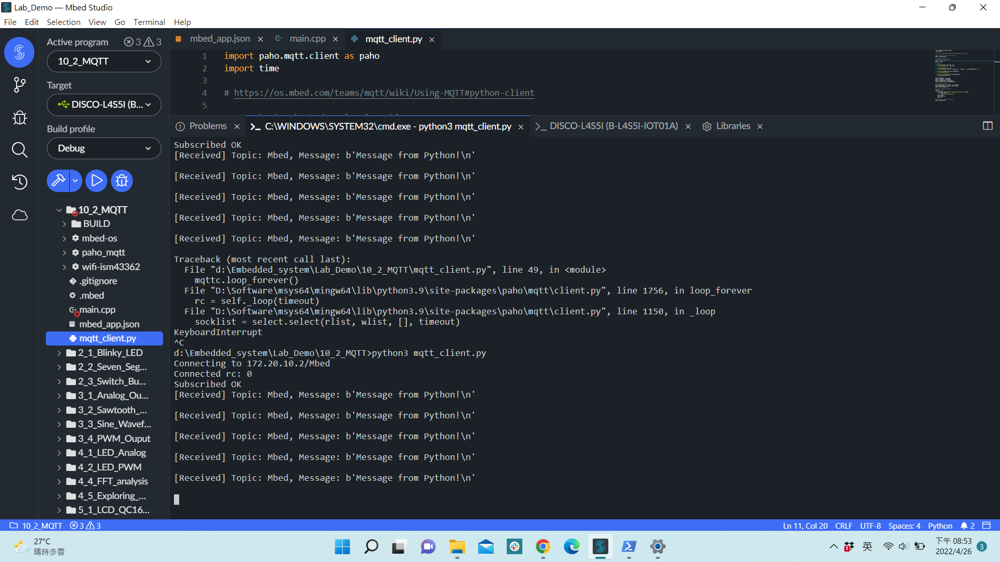 Lab_Demo — Mbed Studio
File Edit Selection View Go Terminal Help
Active program 3 3
10_2_MQTT
Target
DISCO-L4S5I (B...
Build profile
Debug
10_2_MQTT
BUILD
mbed-os
paho_mqtt
wifi-ism43362
.gitignore
.mbed
main.cpp
mbed_app.json
mqtt_client.py
2_1_Blinky_LED
2_2_Seven_Seg...
2_3_Switch_Bu...
3_1_Analog_Ou...
3_2_Sawtooth_...
3_3_Sine_Wavef...
3_4_PWM_Ouput
4_1_LED_Analog
4_2_LED_PWM
4_4_FFT_analysis
4_5_Exploring_...
5_1_LCD_QC16...
mbed_app.json × main.cpp × mqtt_client.py ×
1 import paho.mqtt.client as paho
2 import time
3
4 # https://os.mbed.com/teams/mqtt/wiki/Using-MQTT#python-client
5
Problems × >_ C:\WINDOWS\SYSTEM32\cmd.exe - python3 mqtt_client.py × >_ DISCO-L4S5I (B-L4S5I-IOT01A) × Libraries ×
Subscribed OK
[Received] Topic: Mbed, Message: b'Message from Python!\n'
[Received] Topic: Mbed, Message: b'Message from Python!\n'
[Received] Topic: Mbed, Message: b'Message from Python!\n'
[Received] Topic: Mbed, Message: b'Message from Python!\n'
[Received] Topic: Mbed, Message: b'Message from Python!\n'
Traceback (most recent call last):
File "d:\Embedded_system\Lab_Demo\10_2_MQTT\mqtt_client.py", line 49, in <module>
mqttc.loop_forever()
File "D:\Software\msys64\mingw64\lib\python3.9\site-packages\paho\mqtt\client.py", line 1756, in loop_forever
rc = self._loop(timeout)
File "D:\Software\msys64\mingw64\lib\python3.9\site-packages\paho\mqtt\client.py", line 1150, in _loop
socklist = select.select(rlist, wlist, [], timeout)
KeyboardInterrupt
^C
d:\Embedded_system\Lab_Demo\10_2_MQTT>python3 mqtt_client.py
Connecting to 172.20.10.2/Mbed
Connected rc: 0
Subscribed OK
[Received] Topic: Mbed, Message: b'Message from Python!\n'
[Received] Topic: Mbed, Message: b'Message from Python!\n'
[Received] Topic: Mbed, Message: b'Message from Python!\n'
[Received] Topic: Mbed, Message: b'Message from Python!\n'
[Received] Topic: Mbed, Message: b'Message from Python!\n'
10_2_MQTT 3 3 Ln 11, Col 20 CRLF UTF-8 Spaces: 4 Python 2
27°C
晴時多雲
1 英 下午 08:53
2022/4/26 3